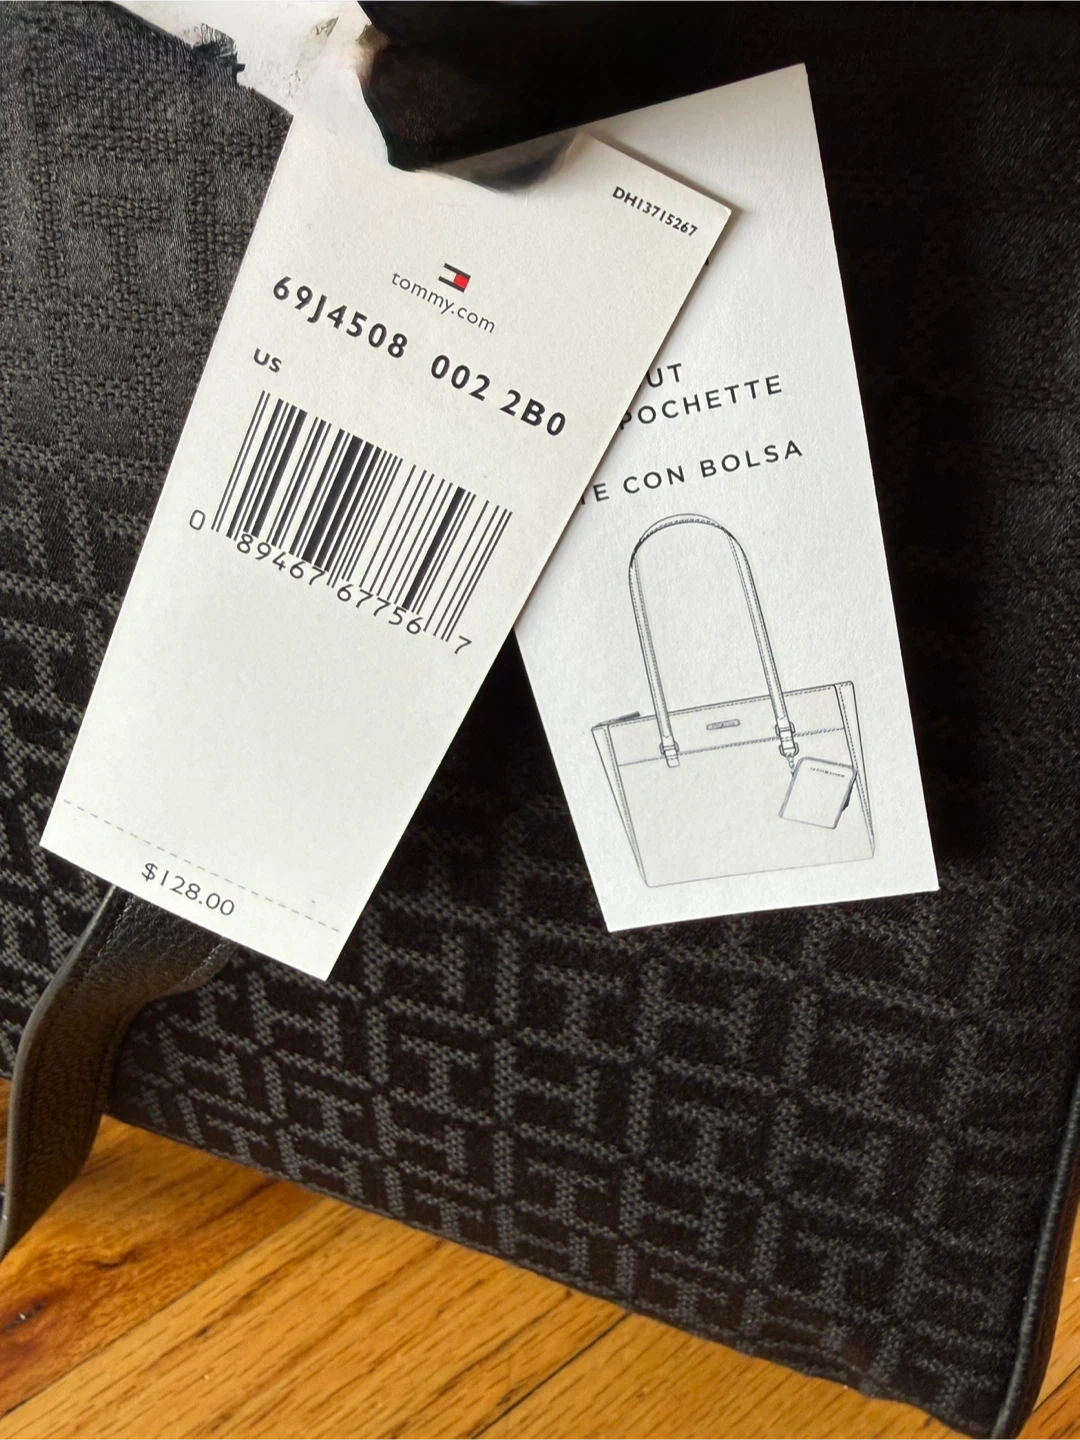 DH13715267
tommy.com
69J4508 002 2B0
US
0 89467 67756 7
$128.00
UT
POCHETTE
TE CON BOLSA